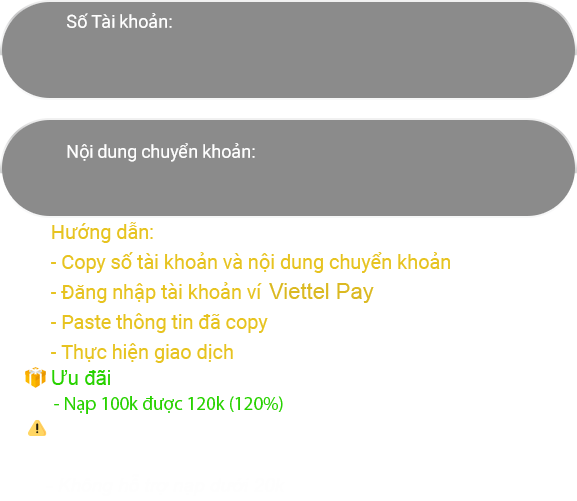 Số Tài khoản:
Nội dung chuyển khoản:
Hướng dẫn:
- Copy số tài khoản và nội dung chuyển khoản
- Đăng nhập tài khoản ví Viettel Pay
- Paste thông tin đã copy
- Thực hiện giao dịch
Ưu đãi
- Nạp 100k được 120k (120%)